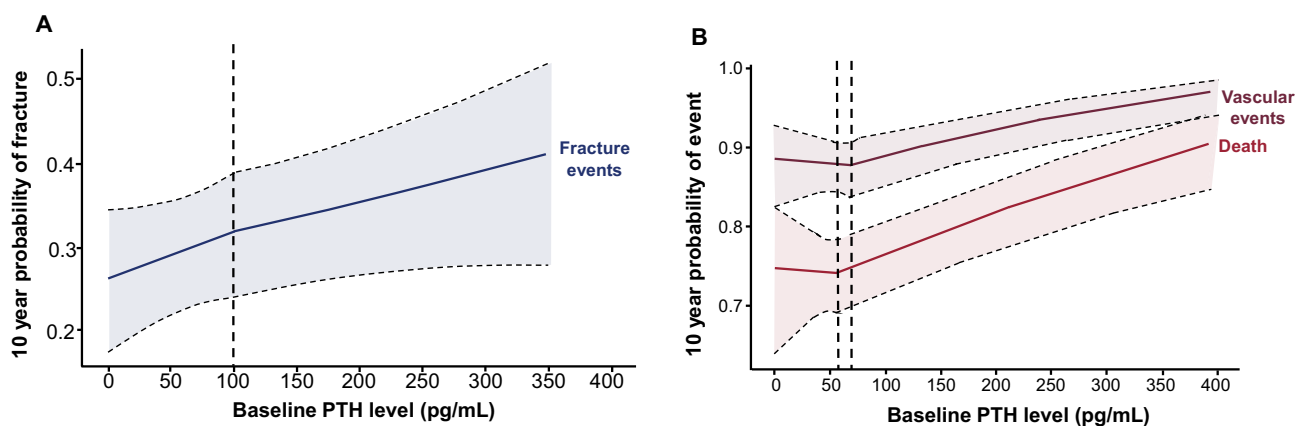 A
10 year probability of fracture
0.5
0.4
0.3
0.2
Fracture
events
0 50 100 150 200 250 300 350 400
Baseline PTH level (pg/mL)
B
10 year probability of event
1.0
0.9
0.8
0.7
Vascular
events
Death
0 50 100 150 200 250 300 350 400
Baseline PTH level (pg/mL)